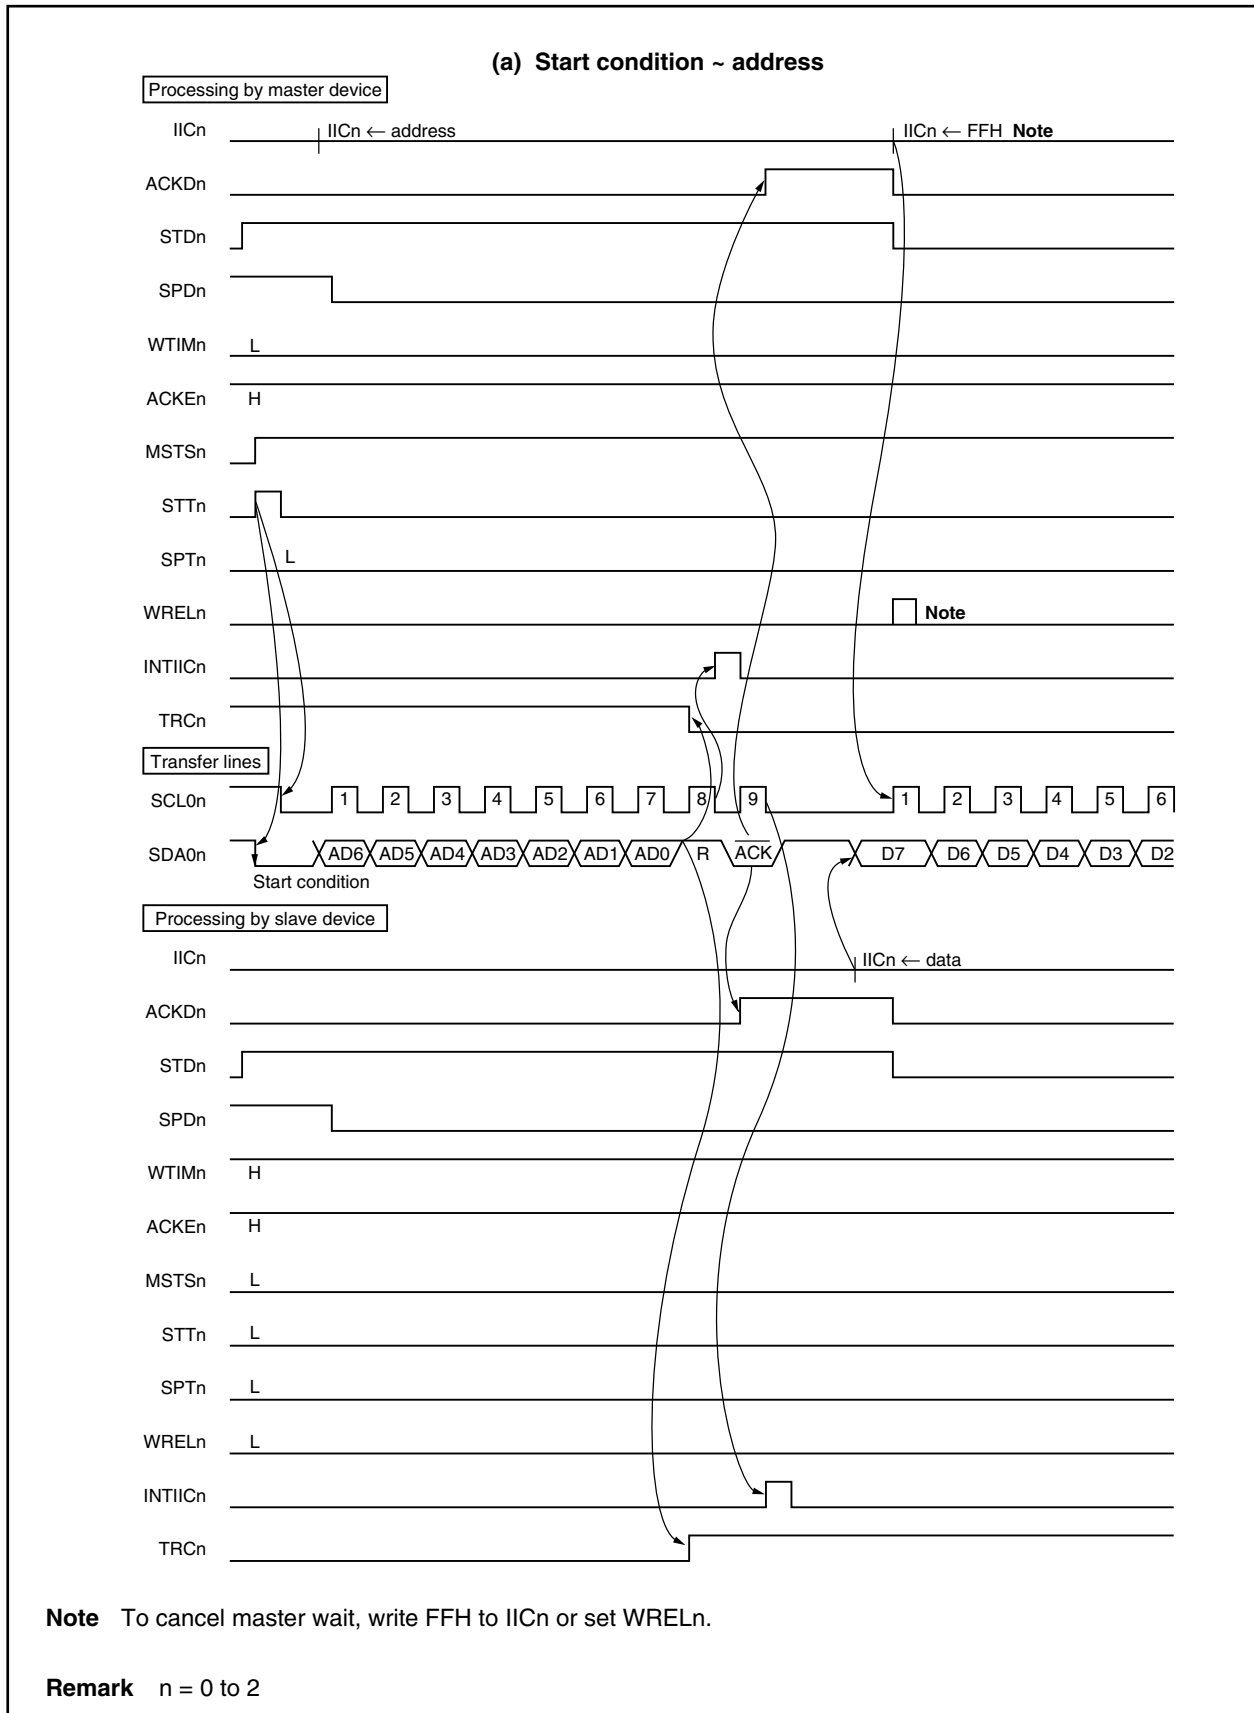 (a) Start condition ~ address
Processing by master device
IICn
IICn ← address
IICn ← FFH Note
ACKDn
STDn
SPDn
WTIMn L
ACKEn H
MSTSn
STTn
SPTn L
WRELn Note
INTIICn
TRCn
Transfer lines
SCL0n 1 2 3 4 5 6 7 8 9 1 2 3 4 5 6
SDA0n AD6 AD5 AD4 AD3 AD2 AD1 AD0 R ACK D7 D6 D5 D4 D3 D2
Start condition
Processing by slave device
IICn
IICn ← data
ACKDn
STDn
SPDn
WTIMn H
ACKEn H
MSTSn L
STTn L
SPTn L
WRELn L
INTIICn
TRCn
Note To cancel master wait, write FFH to IICn or set WRELn.
Remark n = 0 to 2